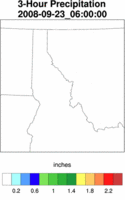 3-Hour Precipitation
2008-09-23_06:00:00
inches
0.2 0.6 1 1.4 1.8 2.2